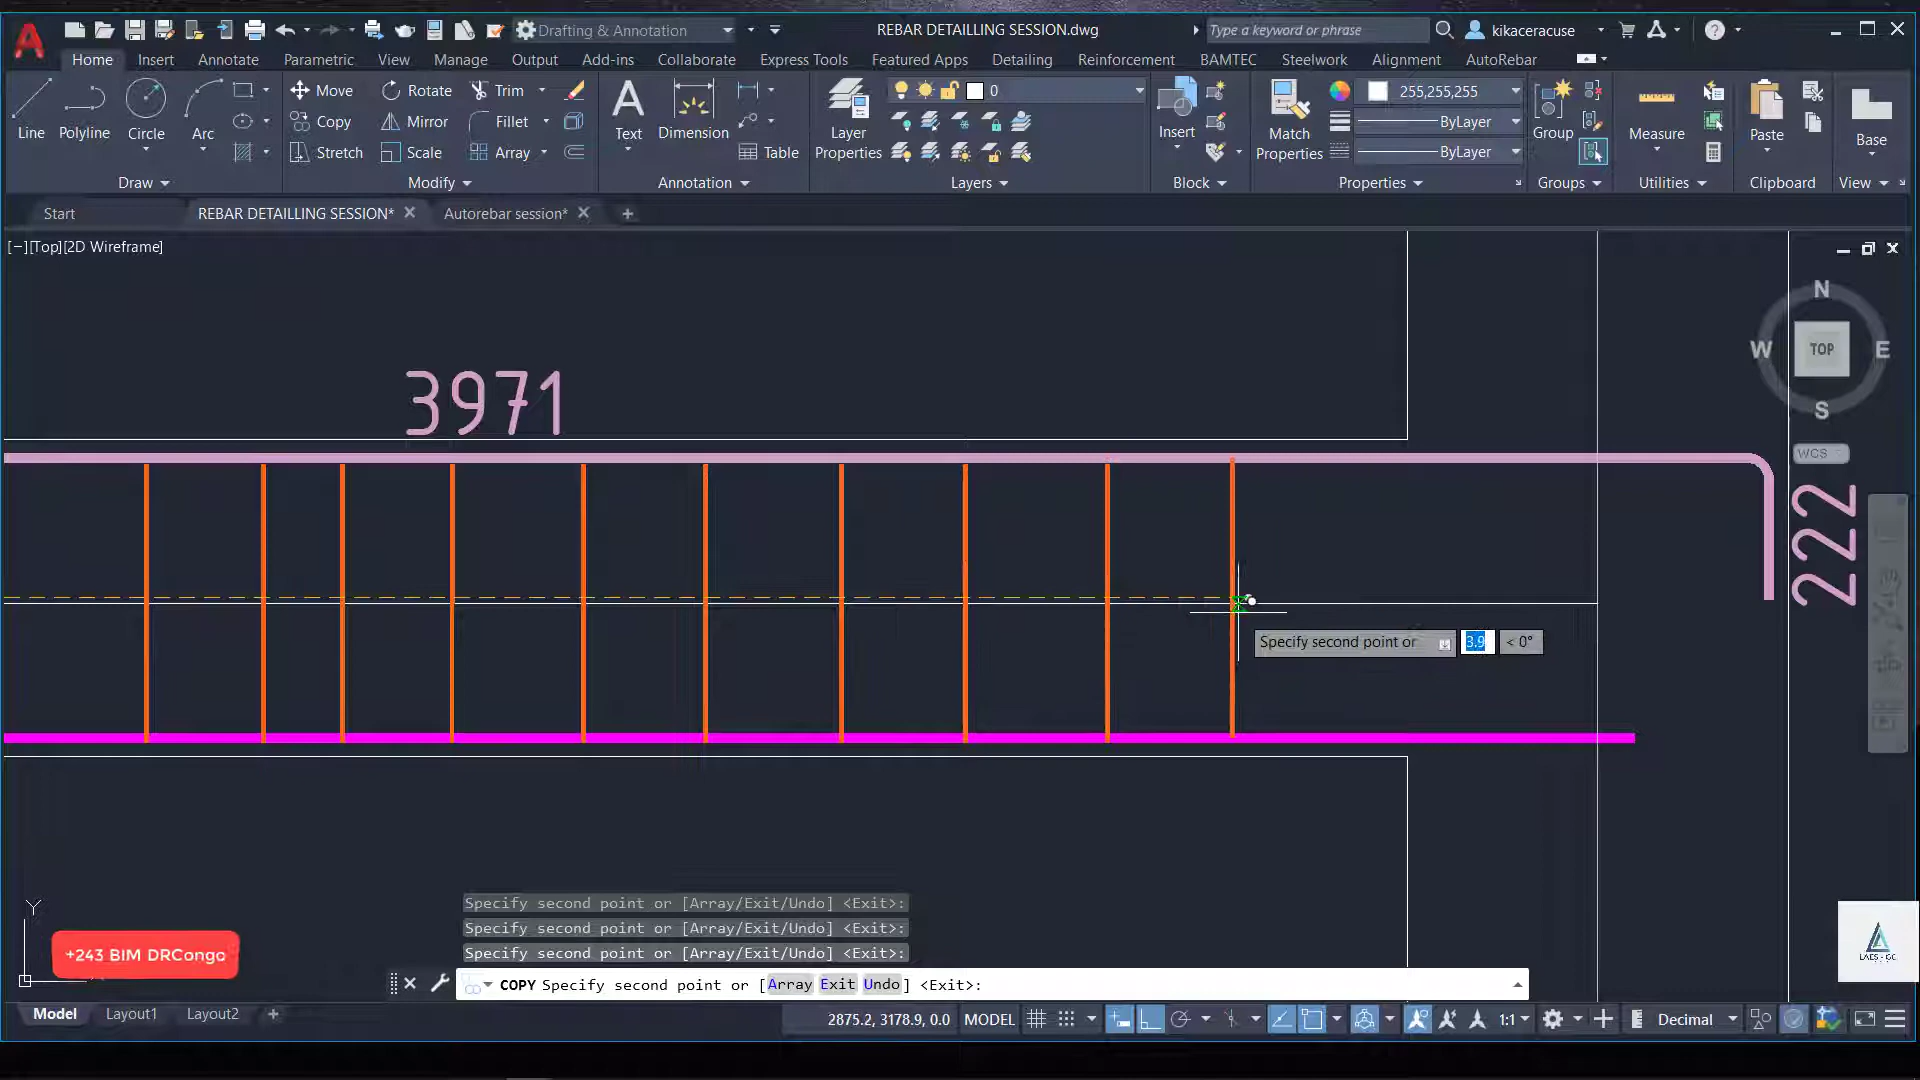 Drafting & Annotation
REBAR DETAILLING SESSION.dwg
Type a keyword or phrase
kikaceracuse
Home Insert Annotate Parametric View Manage Output Add-ins Collaborate Express Tools Featured Apps Detailing Reinforcement BAMTEC Steelwork Alignment AutoRebar
Line Polyline Circle Arc
Move Rotate Trim
Copy Mirror Fillet
Stretch Scale Array
Text Dimension Table
Layer Properties
0
Insert
Match Properties
255,255,255
ByLayer
ByLayer
Group
Measure
Paste
Base
Draw Modify Annotation Layers Block Properties Groups Utilities Clipboard View
Start REBAR DETAILLING SESSION* Autorebar session*
[−][Top][2D Wireframe]
N
W TOP E
S
WCS
3971
222
Specify second point or 3.9 < 0°
Y
+243 BIM DRCongo
Specify second point or [Array/Exit/Undo] <Exit>:
Specify second point or [Array/Exit/Undo] <Exit>:
Specify second point or [Array/Exit/Undo] <Exit>:
COPY Specify second point or [Array Exit Undo] <Exit>:
Model Layout1 Layout2
2875.2, 3178.9, 0.0 MODEL 1:1 Decimal